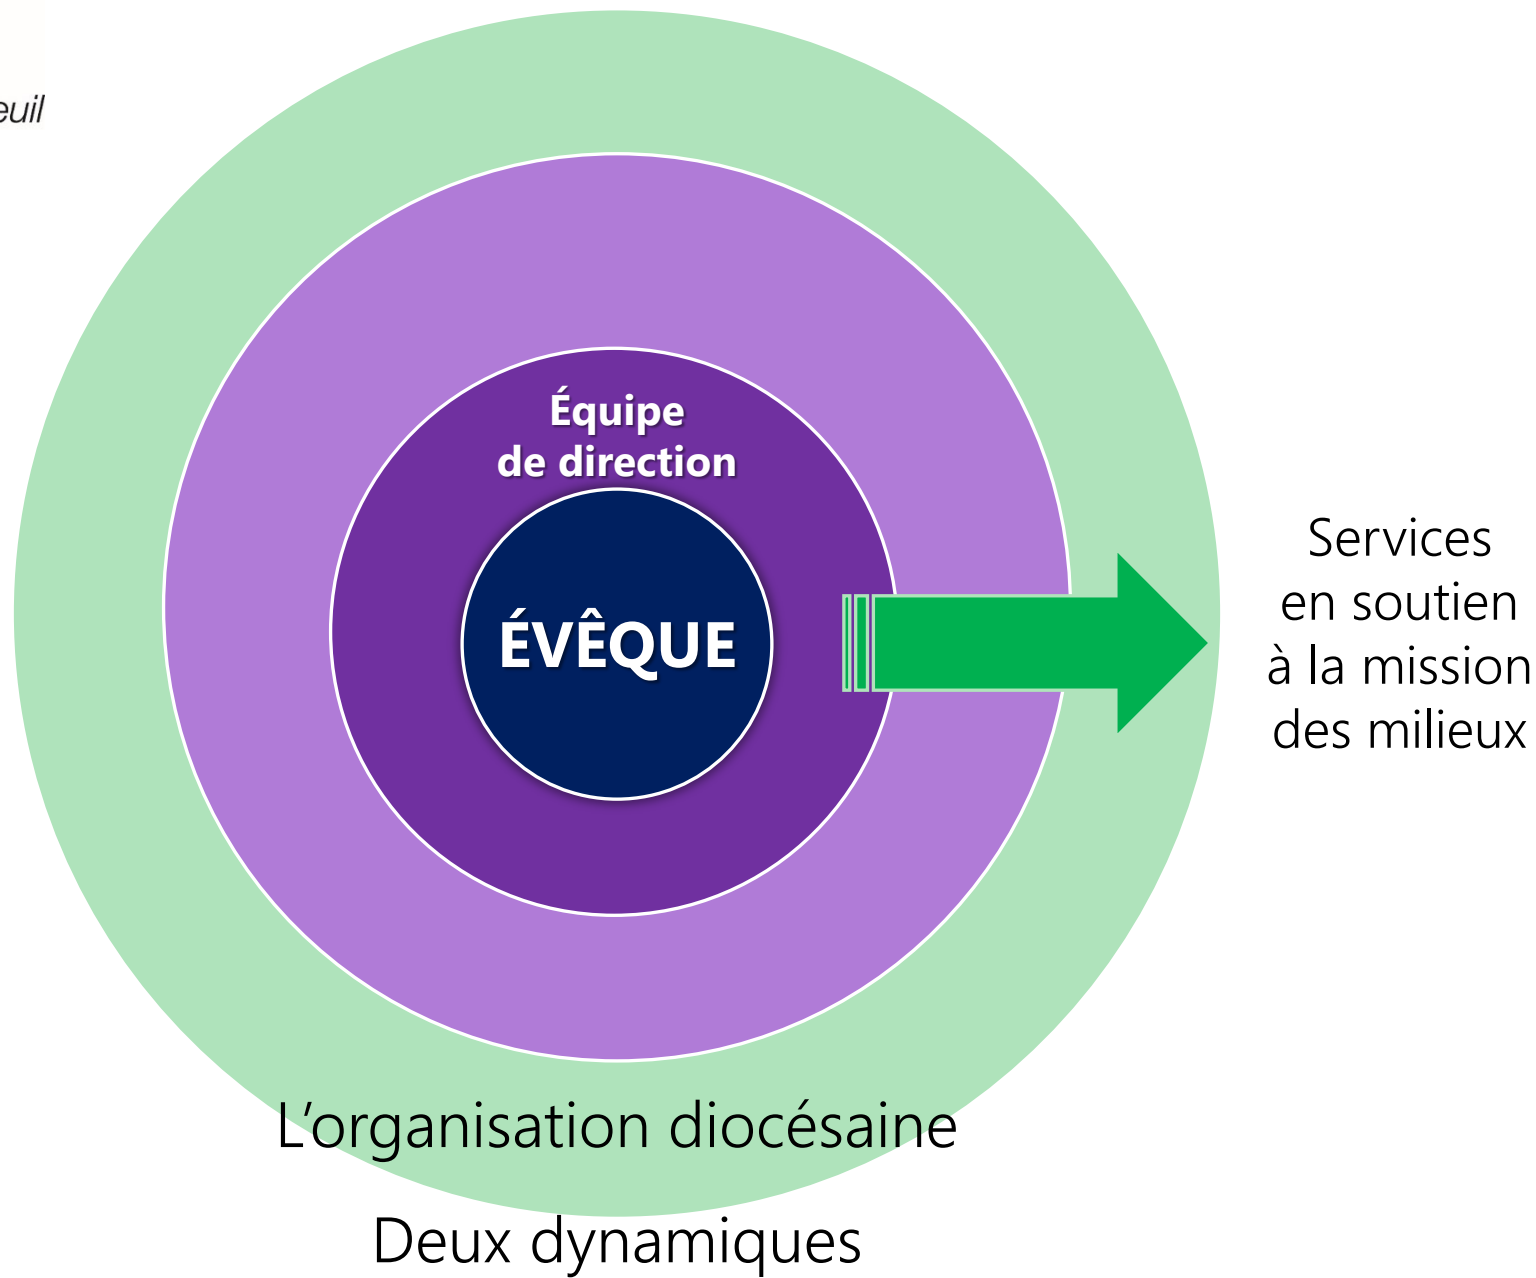 euil
Équipe
de direction
ÉVÊQUE
Services
en soutien
à la mission
des milieux
L’organisation diocésaine
Deux dynamiques